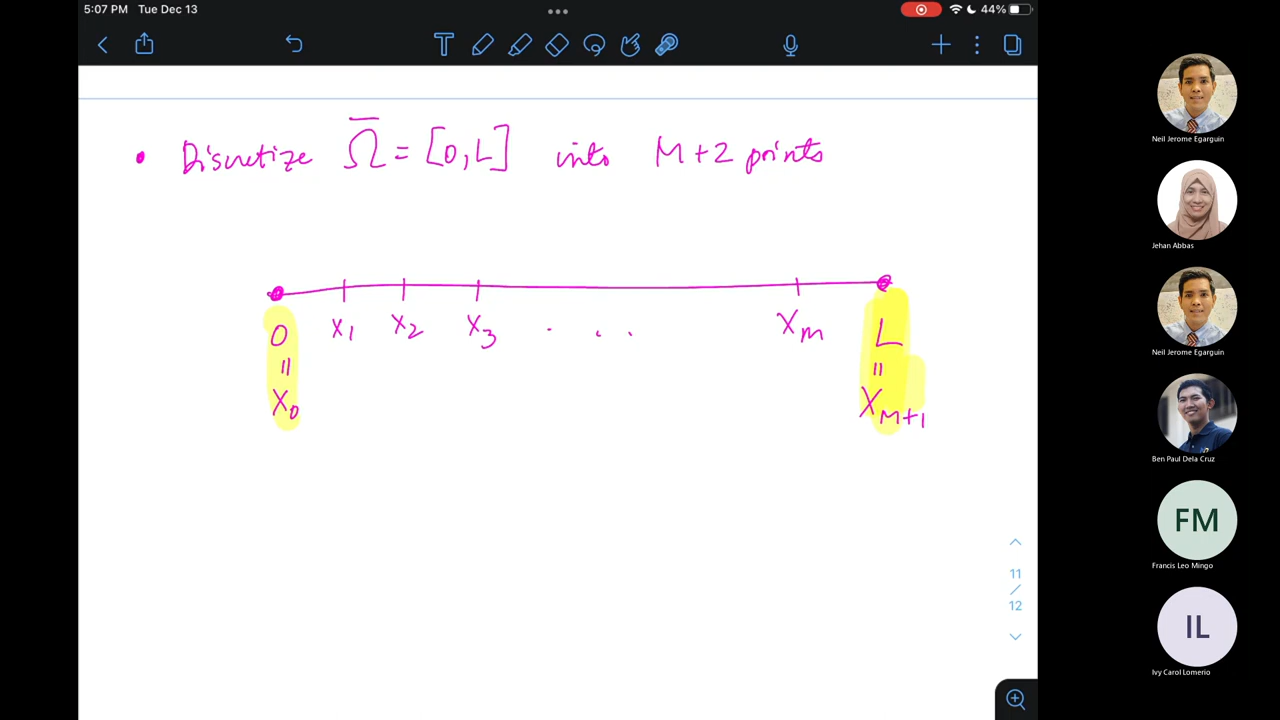 5:07 PM Tue Dec 13
44%
• Discretize Ω̅ = [0, L] into M+2 points
0 x₁ x₂ x₃ . . . xₘ L
= =
x₀ x_{M+1}
11
/
12
Neil Jerome Egarguin
Jehan Abbas
Neil Jerome Egarguin
Ben Paul Dela Cruz
FM
Francis Leo Mingo
IL
Ivy Carol Lomerio